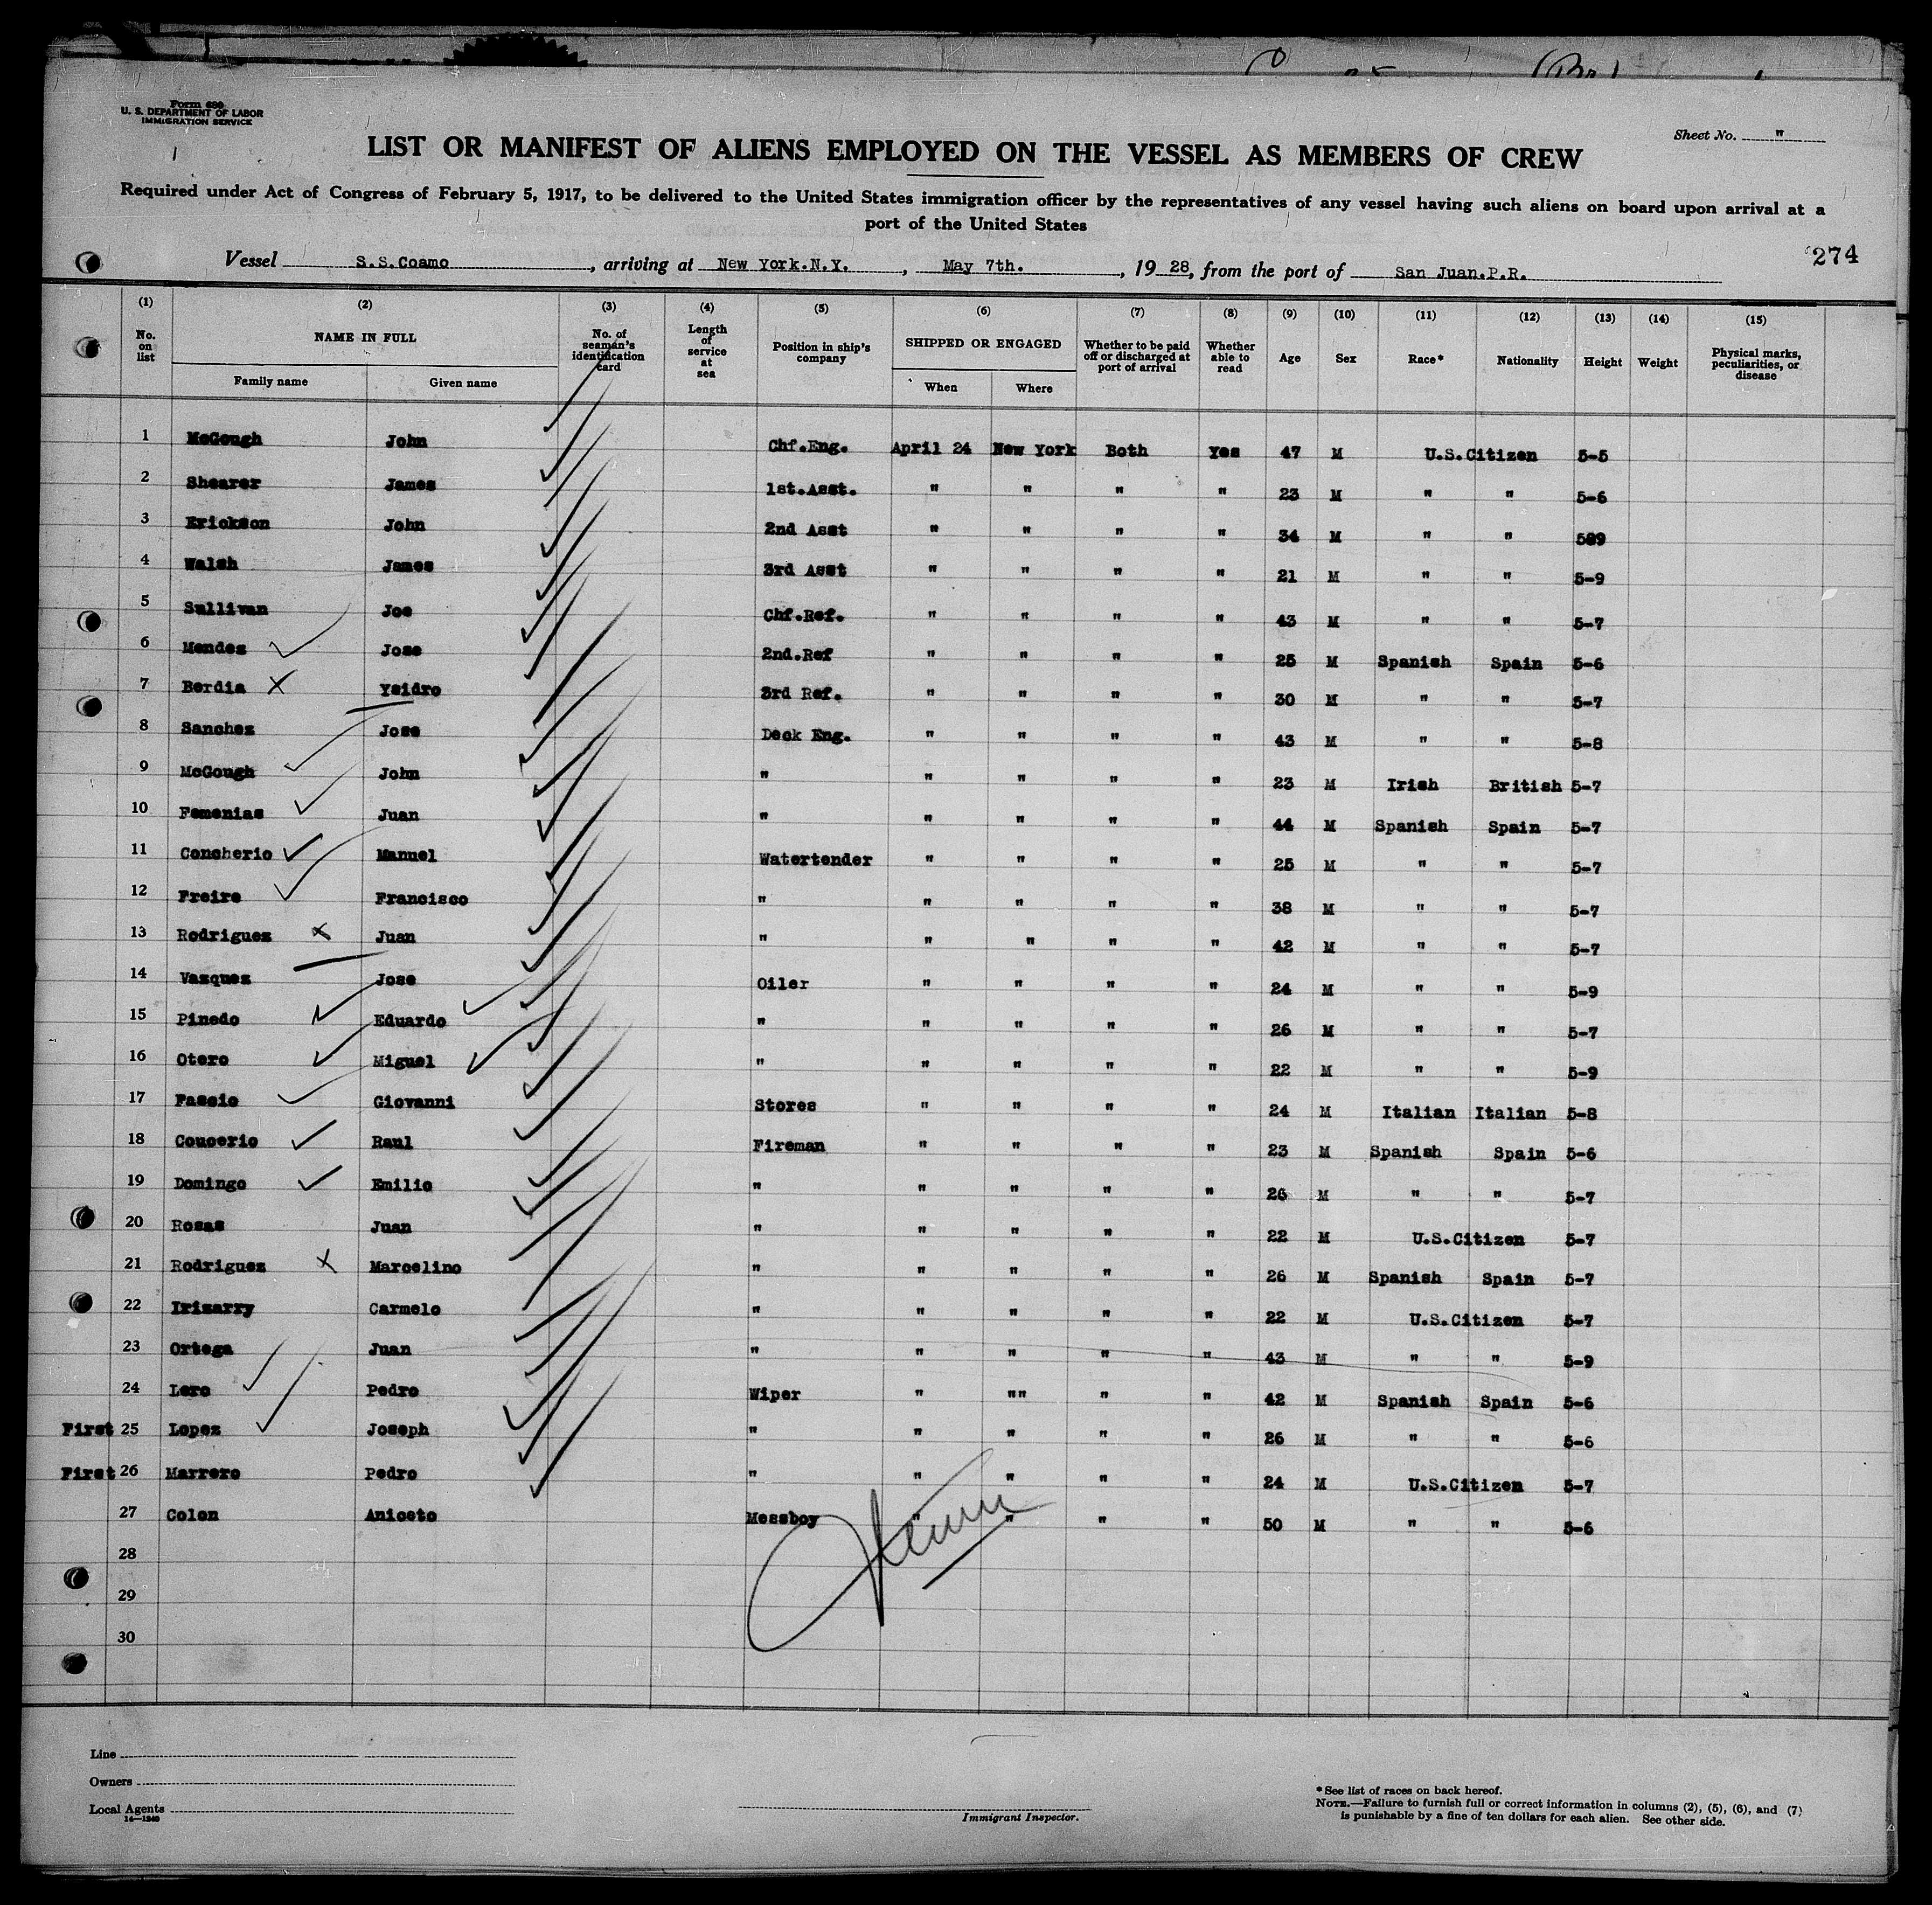 Form 680
U. S. DEPARTMENT OF LABOR
IMMIGRATION SERVICE
Sheet No. "
LIST OR MANIFEST OF ALIENS EMPLOYED ON THE VESSEL AS MEMBERS OF CREW
Required under Act of Congress of February 5, 1917, to be delivered to the United States immigration officer by the representatives of any vessel having such aliens on board upon arrival at a
port of the United States
274
Vessel S.S.Coamo, arriving at New York.N.Y., May 7th., 1928, from the port of San Juan.P.R.
(1) (2) (3) (4) (5) (6) (7) (8) (9) (10) (11) (12) (13) (14) (15)
No. on list NAME IN FULL Family name Given name No. of seaman's identification card Length of service at sea Position in ship's company SHIPPED OR ENGAGED When Where Whether to be paid off or discharged at port of arrival Whether able to read Age Sex Race* Nationality Height Weight Physical marks, peculiarities, or disease
1 McGough John Chf.Eng. April 24 New York Both Yes 47 M U.S.Citizen 5-5
2 Shearer James 1st.Asst. " " " " 23 M " " 5-6
3 Erickson John 2nd Asst " " " " 34 M " " 589
4 Walsh James 3rd Asst " " " " 21 M " " 5-9
5 Sullivan Joe Chf.Ref. " " " " 43 M " " 5-7
6 Mendez Jose 2nd.Ref " " " " 25 M Spanish Spain 5-6
7 Berdia Ysidro 3rd Ref. " " " " 30 M " " 5-7
8 Sanchez Jose Deck Eng. " " " " 43 M " " 5-8
9 McGough John " " " " " 23 M Irish British 5-7
10 Femenias Juan " " " " " 44 M Spanish Spain 5-7
11 Concherio Manuel Watertender " " " " 25 M " " 5-7
12 Freire Francisco " " " " " 38 M " " 5-7
13 Rodriguez Juan " " " " " 42 M " " 5-7
14 Vazquez Jose Oiler " " " " 24 M " " 5-9
15 Pinedo Eduardo " " " " " 26 M " " 5-7
16 Otero Miguel " " " " " 22 M " " 5-9
17 Fassio Giovanni Stores " " " " 24 M Italian Italian 5-8
18 Coucerio Raul Fireman " " " " 23 M Spanish Spain 5-6
19 Domingo Emilio " " " " " 26 M " " 5-7
20 Rosas Juan " " " " " 22 M U.S.Citizen 5-7
21 Rodriguez Marcelino " " " " " 26 M Spanish Spain 5-7
22 Irizarry Carmelo " " " " " 22 M U.S.Citizen 5-7
23 Ortega Juan " " " " " 43 M " " 5-9
24 Lero Pedro Wiper " "" " " 42 M Spanish Spain 5-6
First 25 Lopez Joseph " " " " " 26 M " " 5-6
First 26 Marrero Pedro " " " " " 24 M U.S.Citizen 5-7
27 Colon Aniceto Messboy " " " " 50 M " " 5-6
28
29
30
Line
Owners
Local Agents
14—1240
Immigrant Inspector.
*See list of races on back hereof.
NOTE.—Failure to furnish full or correct information in columns (2), (5), (6), and (7)
is punishable by a fine of ten dollars for each alien. See other side.